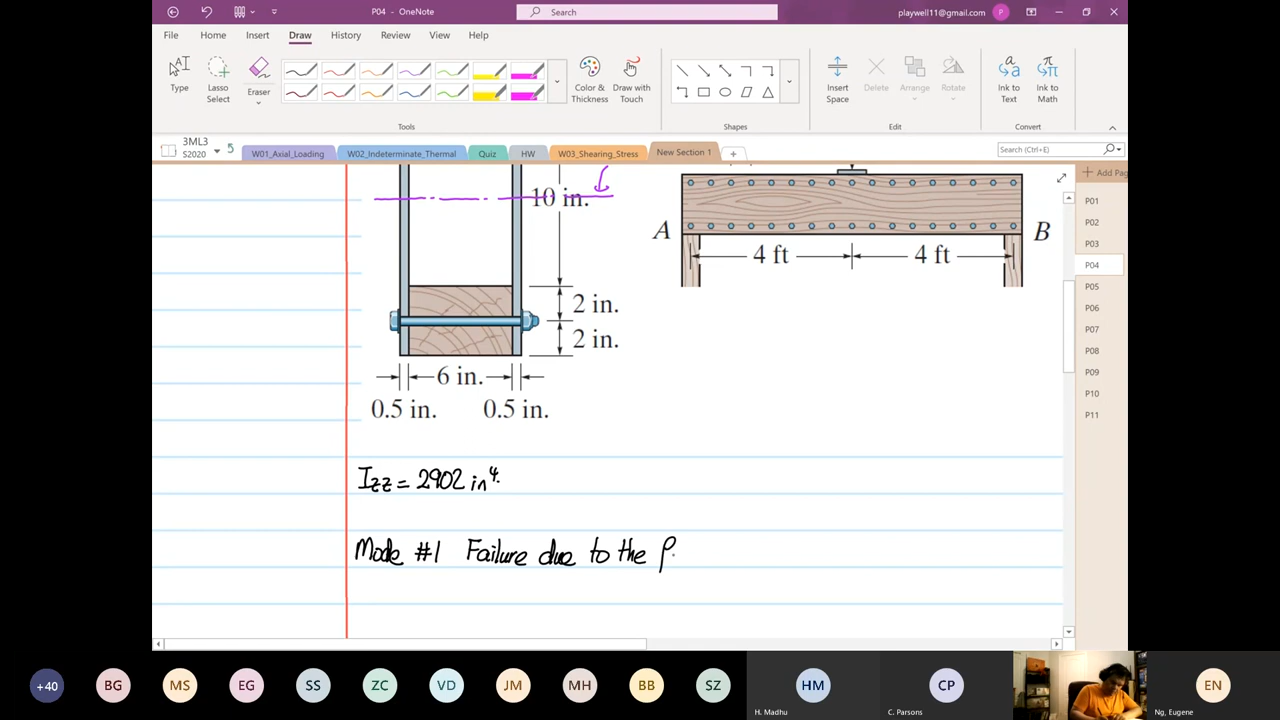 P04 - OneNote
Search
playwell11@gmail.com
P
File
Home
Insert
Draw
History
Review
View
Help
Type
Lasso
Select
Eraser
Color &
Thickness
Draw with
Touch
Insert
Space
Delete
Arrange
Rotate
Ink to
Text
Ink to
Math
Tools
Shapes
Edit
Convert
3ML3
S2020
W01_Axial_Loading
W02_Indeterminate_Thermal
Quiz
HW
W03_Shearing_Stress
New Section 1
Search (Ctrl+E)
Add Pag
P01
P02
P03
P04
P05
P06
P07
P08
P09
P10
P11
10 in.
2 in.
2 in.
6 in.
0.5 in.
0.5 in.
A
B
4 ft
4 ft
Izz = 2902 in⁴.
Mode #1 Failure due to the
+40
BG
MS
EG
SS
ZC
VD
JM
MH
BB
SZ
HM
CP
EN
H. Madhu
C. Parsons
Ng, Eugene